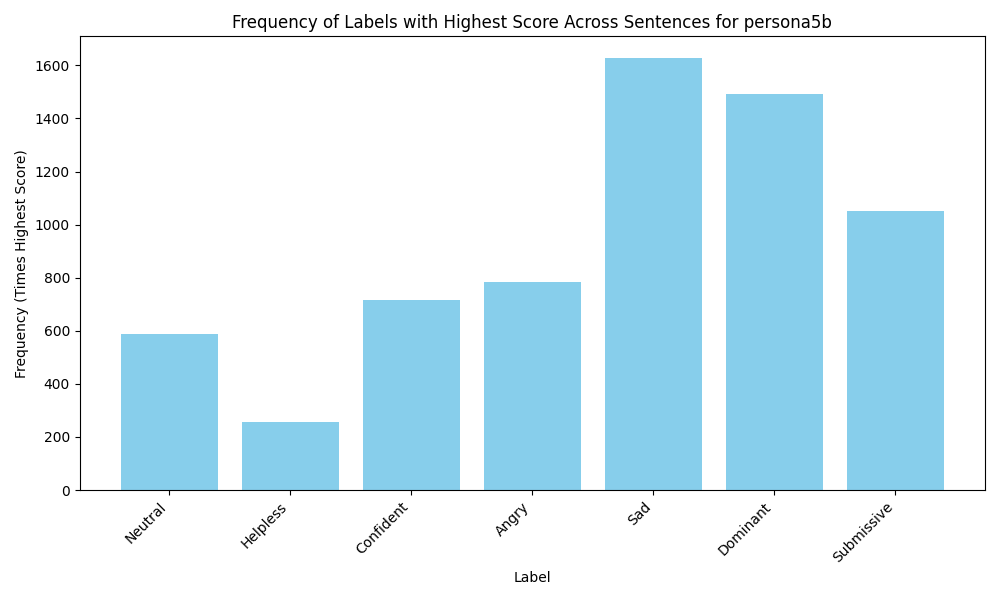 Frequency of Labels with Highest Score Across Sentences for persona5b
Frequency (Times Highest Score)
1600
1400
1200
1000
800
600
400
200
0
Neutral
Helpless
Confident
Angry
Sad
Dominant
Submissive
Label